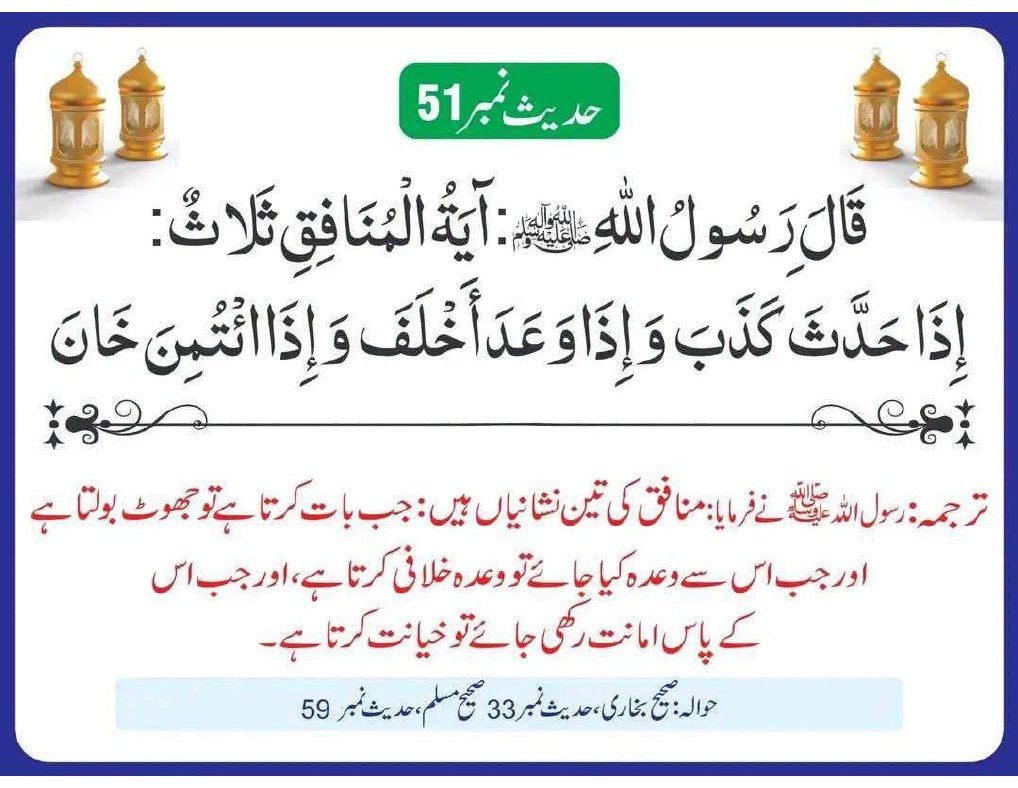 حدیث نمبر 51
قَالَ رَسُولُ اللهِ ﷺ: آيَةُ الْمُنَافِقِ ثَلاثٌ:
إِذَا حَدَّثَ كَذَبَ وَإِذَا وَعَدَ أَخْلَفَ وَإِذَا ائْتُمِنَ خَانَ
ترجمہ: رسول اللہ ﷺ نے فرمایا: منافق کی تین نشانیاں ہیں: جب بات کرتا ہے تو جھوٹ بولتا ہے
اور جب اس سے وعدہ کیا جائے تو وعدہ خلافی کرتا ہے، اور جب اس
کے پاس امانت رکھی جائے تو خیانت کرتا ہے۔
حوالہ: صحیح بخاری، حدیث نمبر 33 صحیح مسلم، حدیث نمبر 59